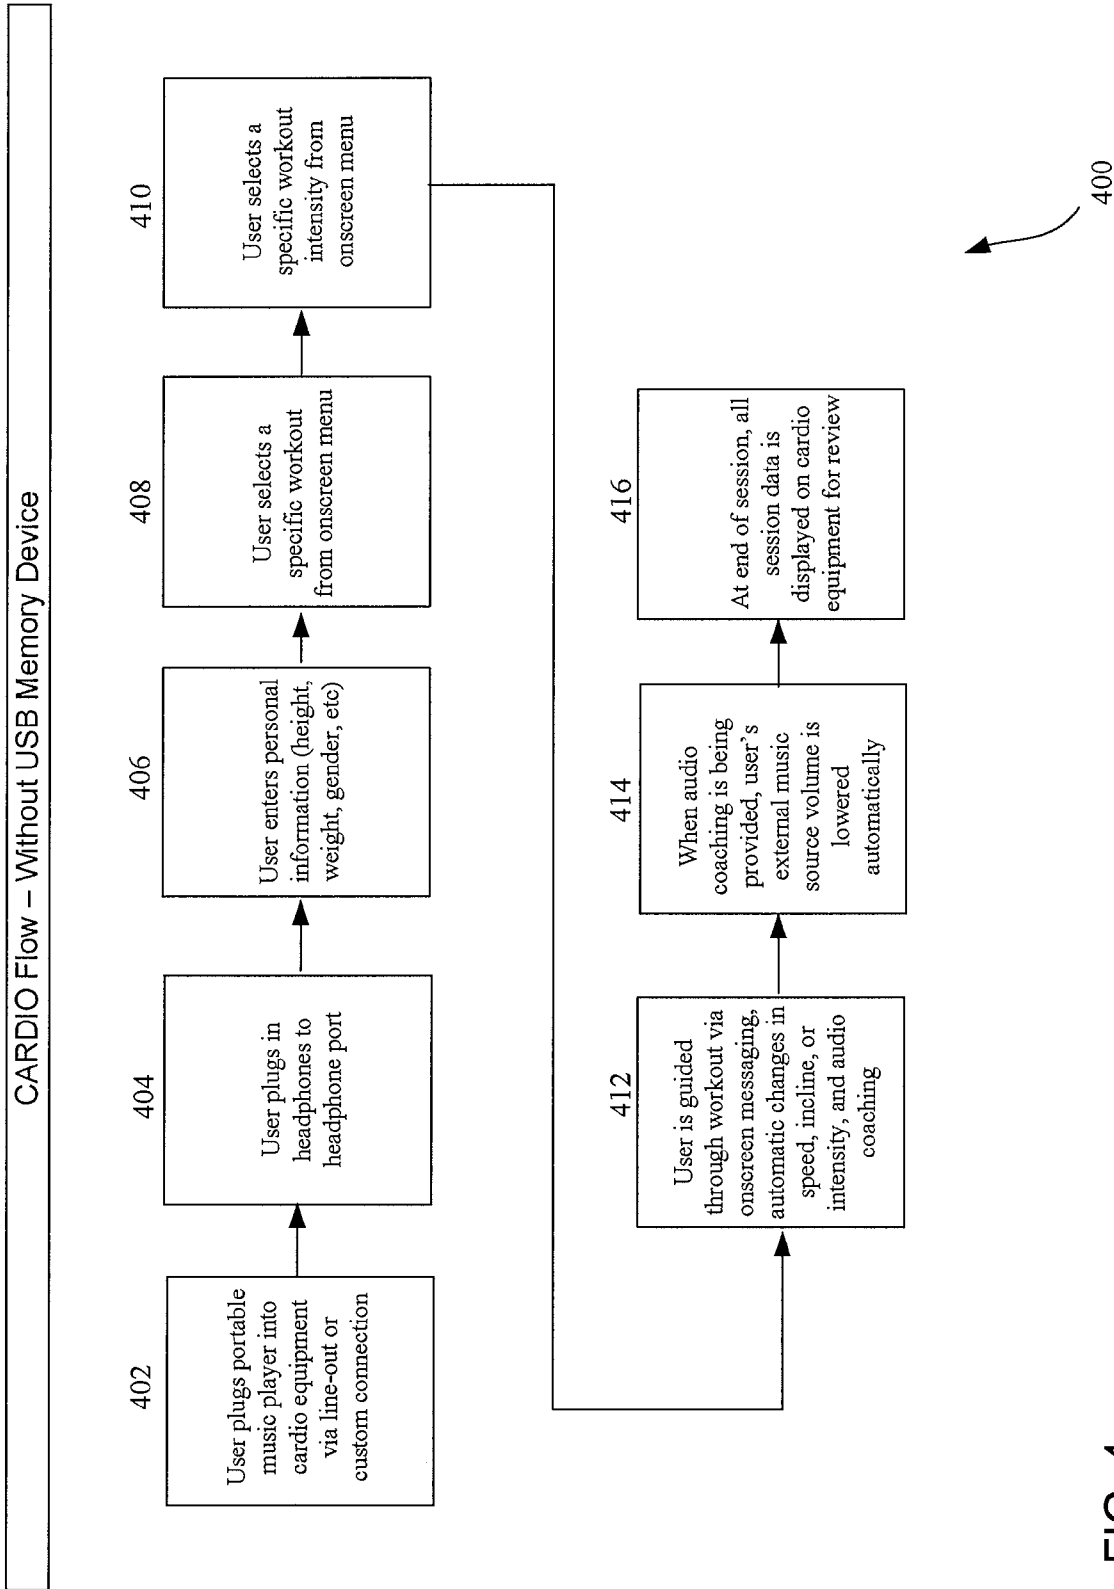 CARDIO Flow – Without USB Memory Device
402
User plugs portable
music player into
cardio equipment
via line-out or
custom connection
404
User plugs in
headphones to
headphone port
406
User enters personal
information (height,
weight, gender, etc)
408
User selects a
specific workout
from onscreen menu
410
User selects a
specific workout
intensity from
onscreen menu
412
User is guided
through workout via
onscreen messaging,
automatic changes in
speed, incline, or
intensity, and audio
coaching
414
When audio
coaching is being
provided, user's
external music
source volume is
lowered
automatically
416
At end of session, all
session data is
displayed on cardio
equipment for review
400
FIG. 4